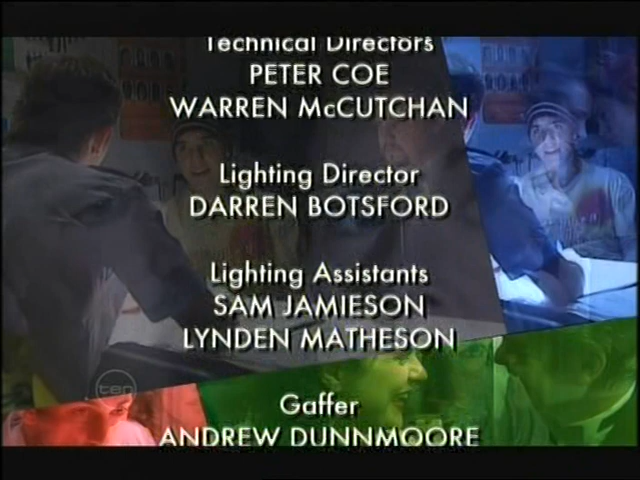 Technical Directors
PETER COE
WARREN McCUTCHAN
Lighting Director
DARREN BOTSFORD
Lighting Assistants
SAM JAMIESON
LYNDEN MATHESON
ten
Gaffer
ANDREW DUNNMOORE